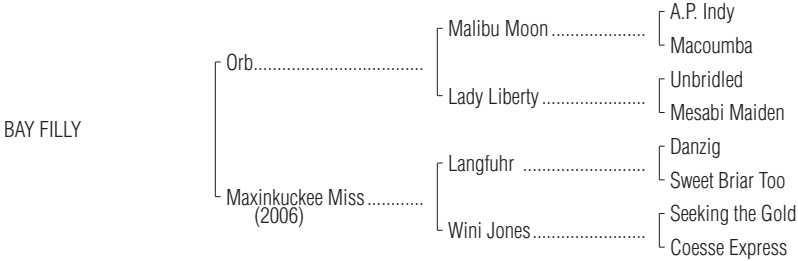 A.P. Indy
Malibu Moon .....................
Macoumba
Orb..................................
Unbridled
Lady Liberty .......................
Mesabi Maiden
BAY FILLY
Danzig
Langfuhr ...........................
Sweet Briar Too
Maxinkuckee Miss ............
(2006)
Seeking the Gold
Wini Jones.........................
Coesse Express